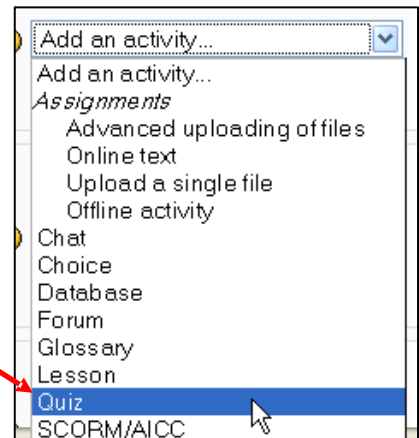 Add an activity...
Add an activity...
Assignments
Advanced uploading of files
Online text
Upload a single file
Offline activity
Chat
Choice
Database
Forum
Glossary
Lesson
Quiz
SCORM/AICC